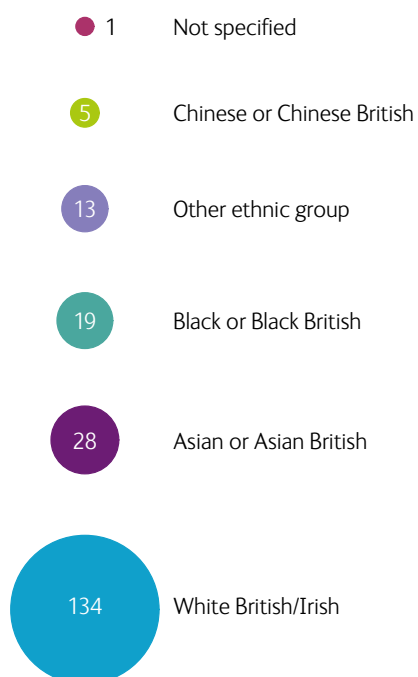 1 Not specified
5 Chinese or Chinese British
13 Other ethnic group
19 Black or Black British
28 Asian or Asian British
134 White British/Irish